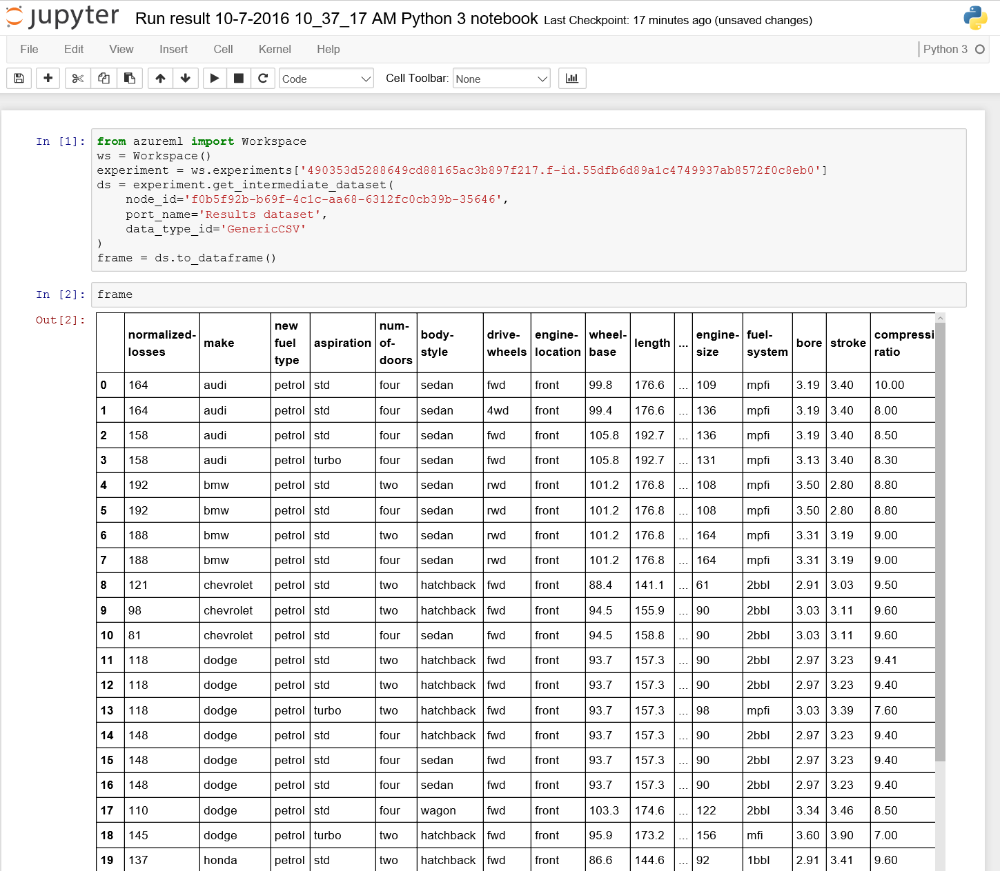 jupyter Run result 10-7-2016 10_37_17 AM Python 3 notebook Last Checkpoint: 17 minutes ago (unsaved changes)
File Edit View Insert Cell Kernel Help Python 3
Code Cell Toolbar: None
In [1]: from azureml import Workspace
ws = Workspace()
experiment = ws.experiments['490353d5288649cd88165ac3b897f217.f-id.55dfb6d89a1c4749937ab8572f0c8eb0']
ds = experiment.get_intermediate_dataset(
node_id='f0b5f92b-b69f-4c1c-aa68-6312fc0cb39b-35646',
port_name='Results dataset',
data_type_id='GenericCSV'
)
frame = ds.to_dataframe()
In [2]: frame
Out[2]:
normalized-losses make new fuel type aspiration num-of-doors body-style drive-wheels engine-location wheel-base length ... engine-size fuel-system bore stroke compressi ratio
0 164 audi petrol std four sedan fwd front 99.8 176.6 ... 109 mpfi 3.19 3.40 10.00
1 164 audi petrol std four sedan 4wd front 99.4 176.6 ... 136 mpfi 3.19 3.40 8.00
2 158 audi petrol std four sedan fwd front 105.8 192.7 ... 136 mpfi 3.19 3.40 8.50
3 158 audi petrol turbo four sedan fwd front 105.8 192.7 ... 131 mpfi 3.13 3.40 8.30
4 192 bmw petrol std two sedan rwd front 101.2 176.8 ... 108 mpfi 3.50 2.80 8.80
5 192 bmw petrol std four sedan rwd front 101.2 176.8 ... 108 mpfi 3.50 2.80 8.80
6 188 bmw petrol std two sedan rwd front 101.2 176.8 ... 164 mpfi 3.31 3.19 9.00
7 188 bmw petrol std four sedan rwd front 101.2 176.8 ... 164 mpfi 3.31 3.19 9.00
8 121 chevrolet petrol std two hatchback fwd front 88.4 141.1 ... 61 2bbl 2.91 3.03 9.50
9 98 chevrolet petrol std two hatchback fwd front 94.5 155.9 ... 90 2bbl 3.03 3.11 9.60
10 81 chevrolet petrol std four sedan fwd front 94.5 158.8 ... 90 2bbl 3.03 3.11 9.60
11 118 dodge petrol std two hatchback fwd front 93.7 157.3 ... 90 2bbl 2.97 3.23 9.41
12 118 dodge petrol std two hatchback fwd front 93.7 157.3 ... 90 2bbl 2.97 3.23 9.40
13 118 dodge petrol turbo two hatchback fwd front 93.7 157.3 ... 98 mpfi 3.03 3.39 7.60
14 148 dodge petrol std four hatchback fwd front 93.7 157.3 ... 90 2bbl 2.97 3.23 9.40
15 148 dodge petrol std four sedan fwd front 93.7 157.3 ... 90 2bbl 2.97 3.23 9.40
16 148 dodge petrol std four sedan fwd front 93.7 157.3 ... 90 2bbl 2.97 3.23 9.40
17 110 dodge petrol std four wagon fwd front 103.3 174.6 ... 122 2bbl 3.34 3.46 8.50
18 145 dodge petrol turbo two hatchback fwd front 95.9 173.2 ... 156 mfi 3.60 3.90 7.00
19 137 honda petrol std two hatchback fwd front 86.6 144.6 ... 92 1bbl 2.91 3.41 9.60